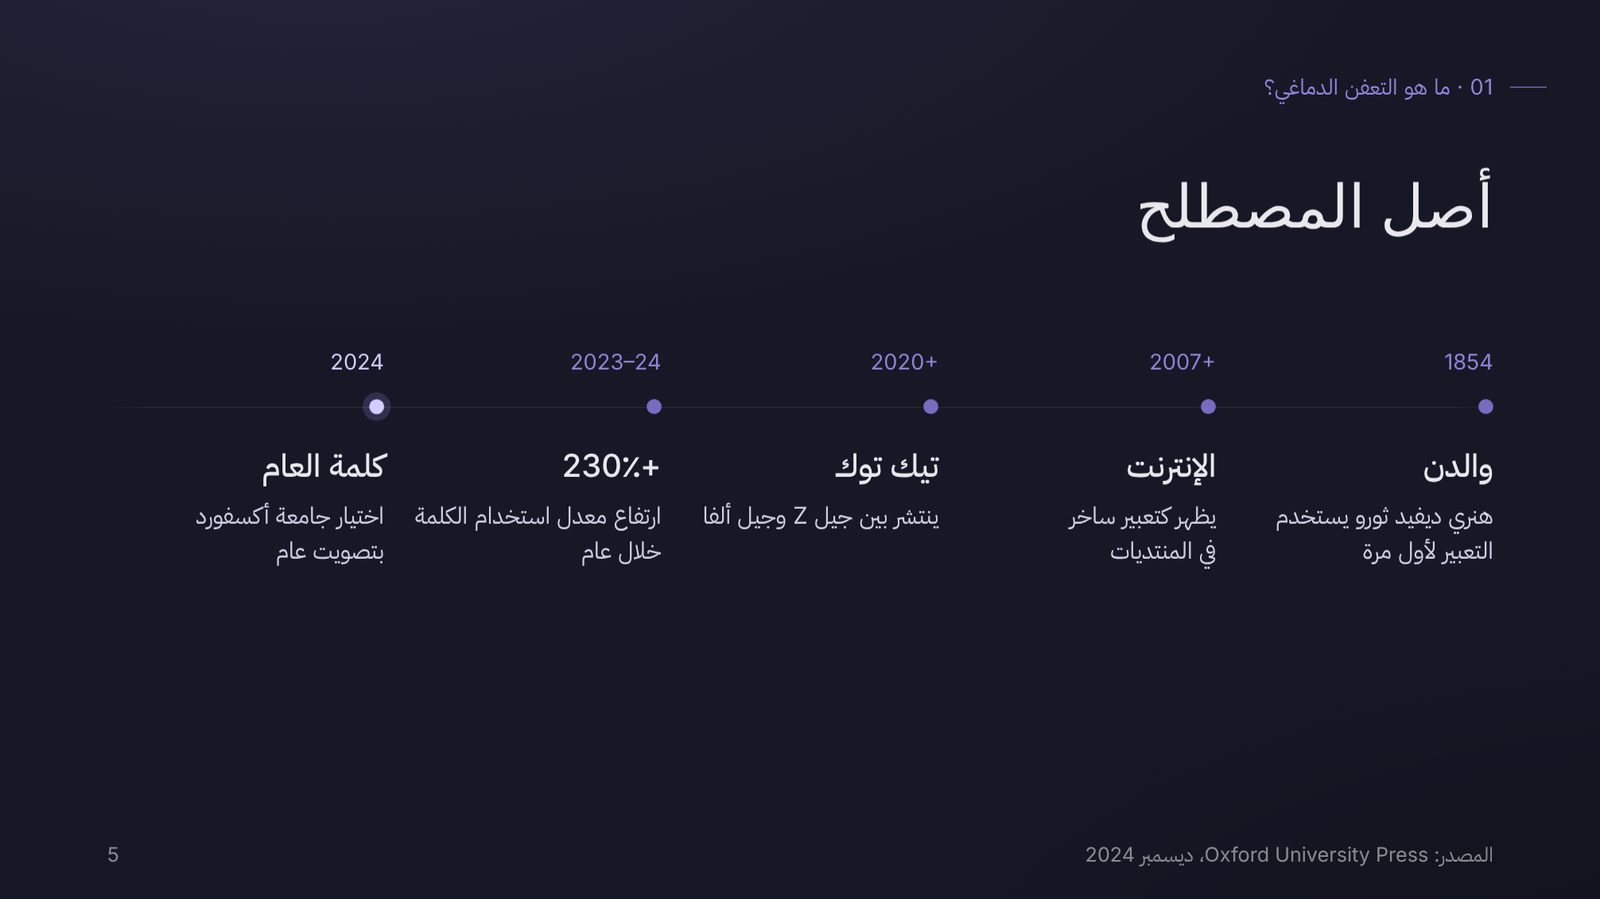 01 · ما هو التعفن الدماغي؟
أصل المصطلح
1854
والدن
هنري ديفيد ثورو يستخدم
التعبير لأول مرة
2007+
الإنترنت
يظهر كتعبير ساخر
في المنتديات
2020+
تيك توك
ينتشر بين جيل Z وجيل ألفا
2023–24
+230٪
ارتفاع معدل استخدام الكلمة
خلال عام
2024
كلمة العام
اختيار جامعة أكسفورد
بتصويت عام
المصدر: Oxford University Press، ديسمبر 2024
5